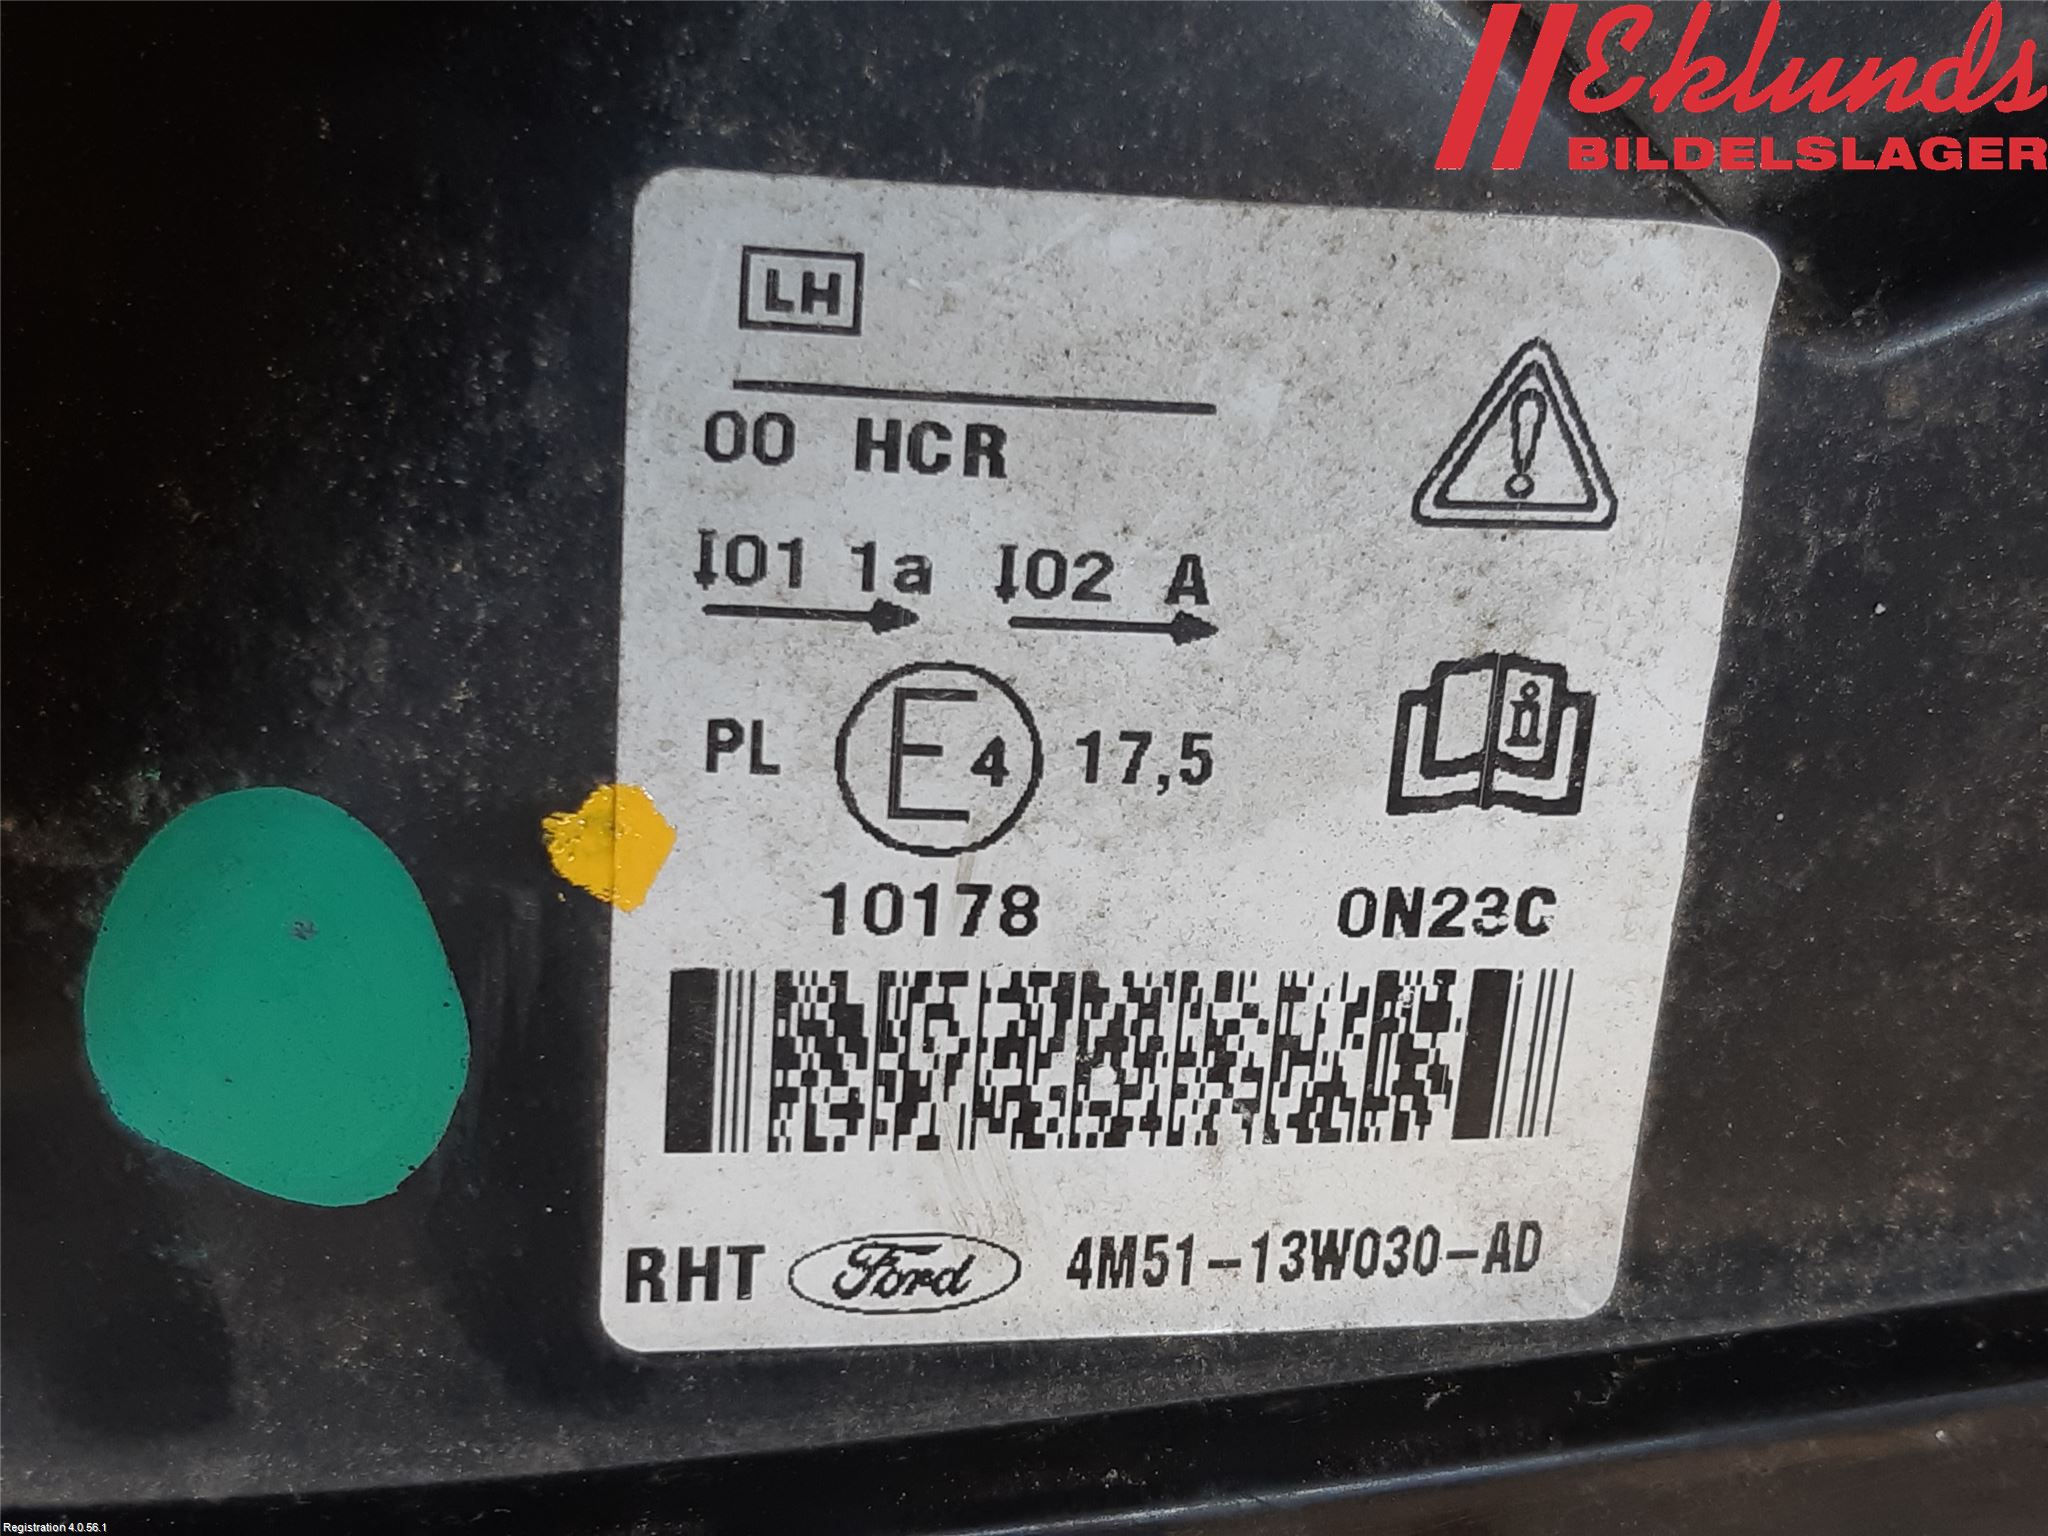 Eklunds
BILDELSLAGER
LH
00 HCR
I01 1a I02 A
PL E4 17,5
10178 0N23C
RHT Ford 4M51-13W030-AD
Registration 4.0.56.1